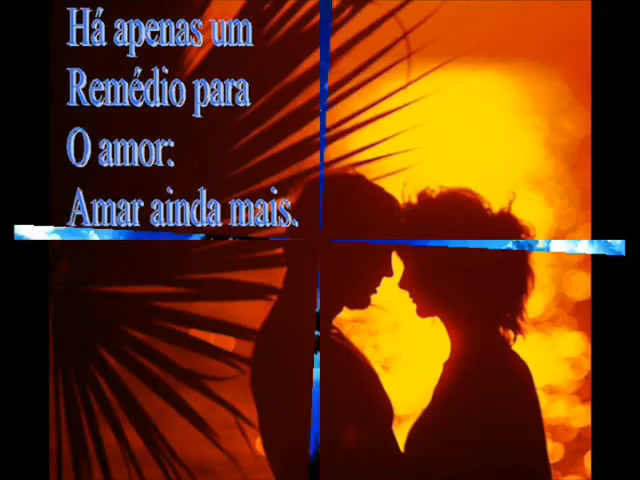 Há apenas um
Remédio para
O amor:
Amar ainda mais.